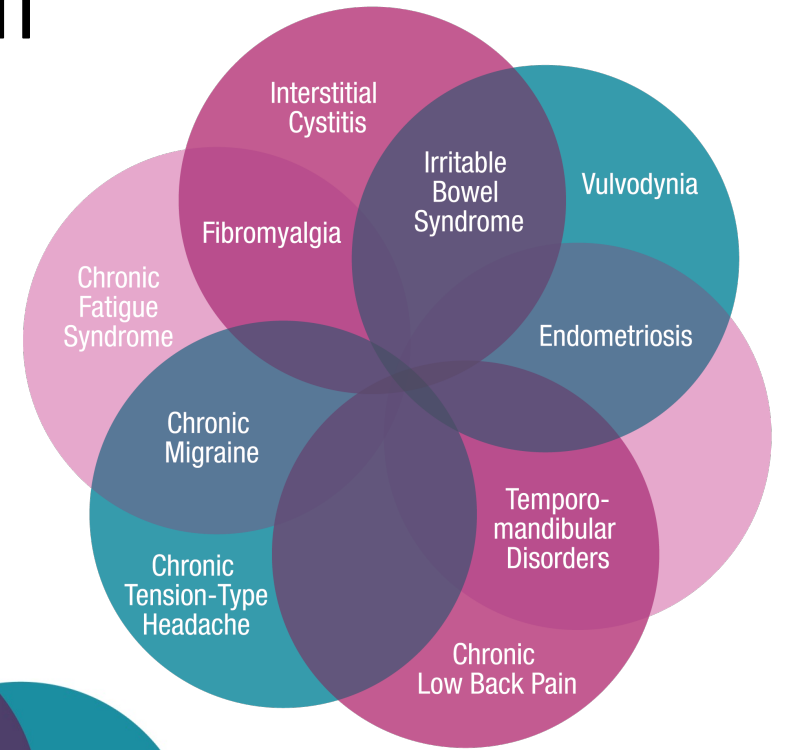 Interstitial
Cystitis
Irritable
Bowel
Syndrome
Vulvodynia
Fibromyalgia
Chronic
Fatigue
Syndrome
Endometriosis
Chronic
Migraine
Temporo-
mandibular
Disorders
Chronic
Tension-Type
Headache
Chronic
Low Back Pain